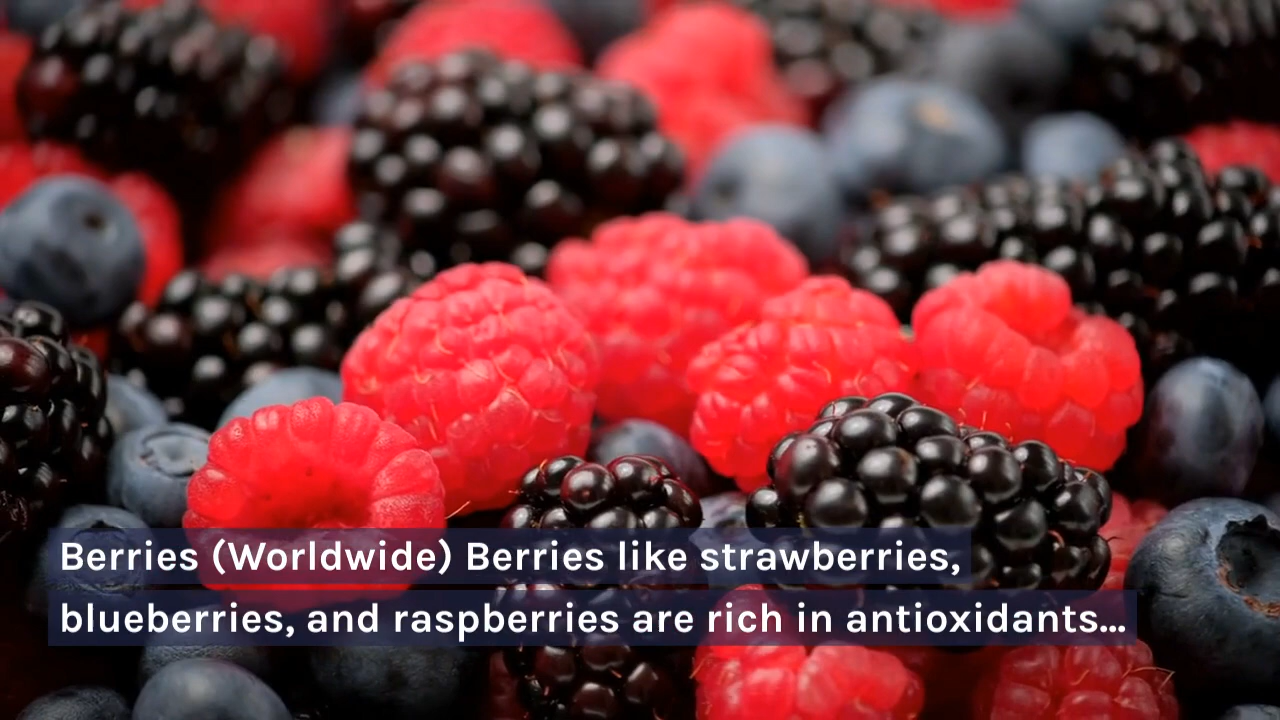 Berries (Worldwide) Berries like strawberries,
blueberries, and raspberries are rich in antioxidants...